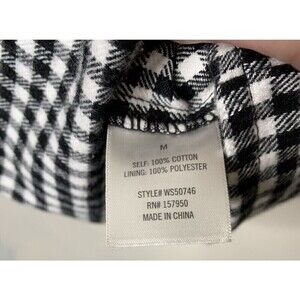 M
SELF: 100% COTTON
LINING: 100% POLYESTER
STYLE# WS50746
RN# 157950
MADE IN CHINA